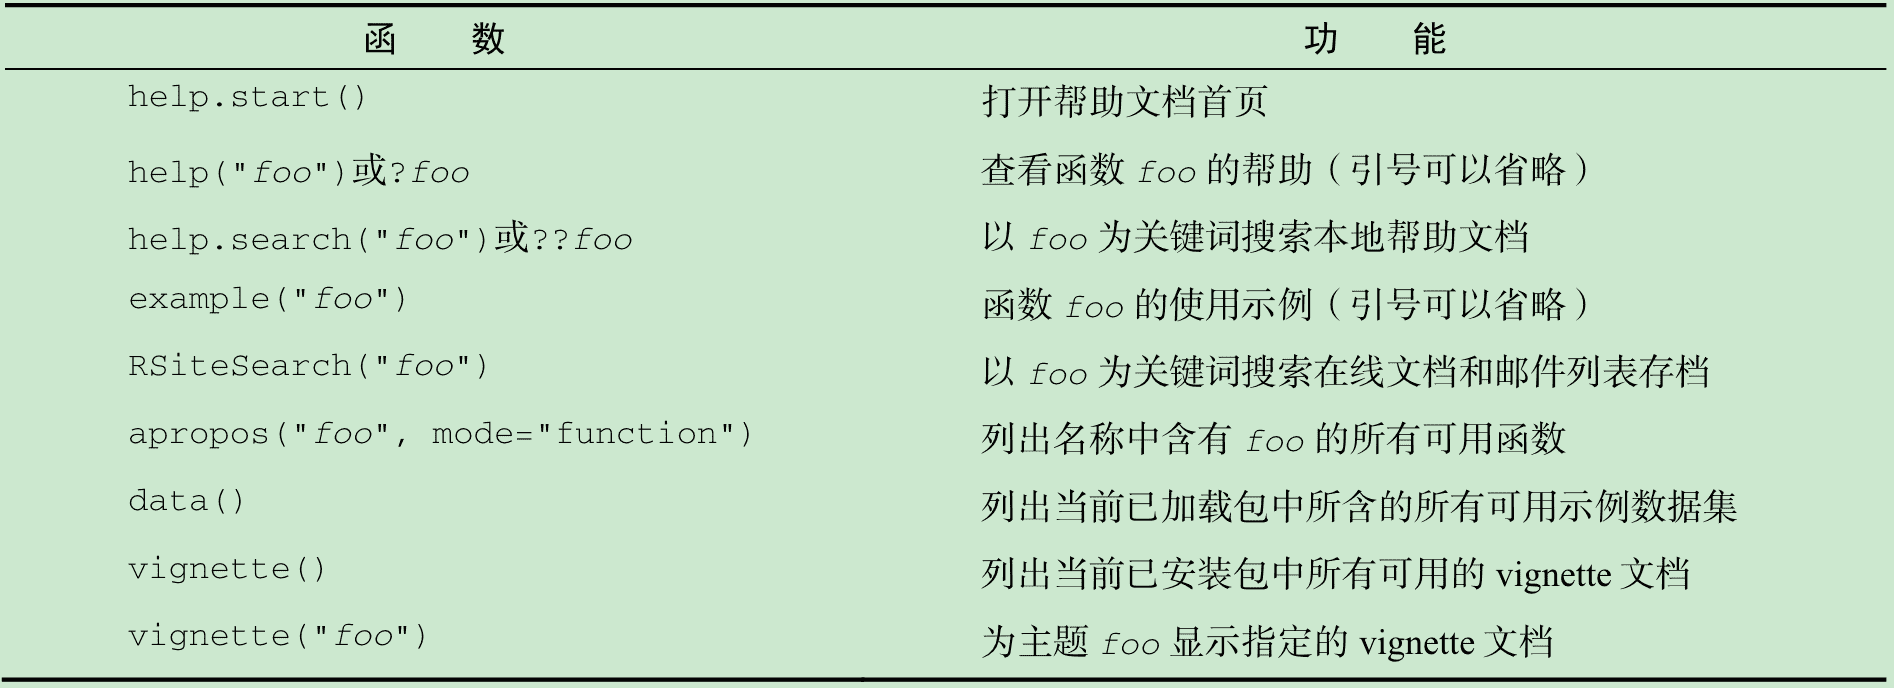 函 数 功 能
help.start() 打开帮助文档首页
help("foo")或?foo 查看函数 foo 的帮助（引号可以省略）
help.search("foo")或??foo 以 foo 为关键词搜索本地帮助文档
example("foo") 函数 foo 的使用示例（引号可以省略）
RSiteSearch("foo") 以 foo 为关键词搜索在线文档和邮件列表存档
apropos("foo", mode="function") 列出名称中含有 foo 的所有可用函数
data() 列出当前已加载包中所含的所有可用示例数据集
vignette() 列出当前已安装包中所有可用的 vignette 文档
vignette("foo") 为主题 foo 显示指定的 vignette 文档